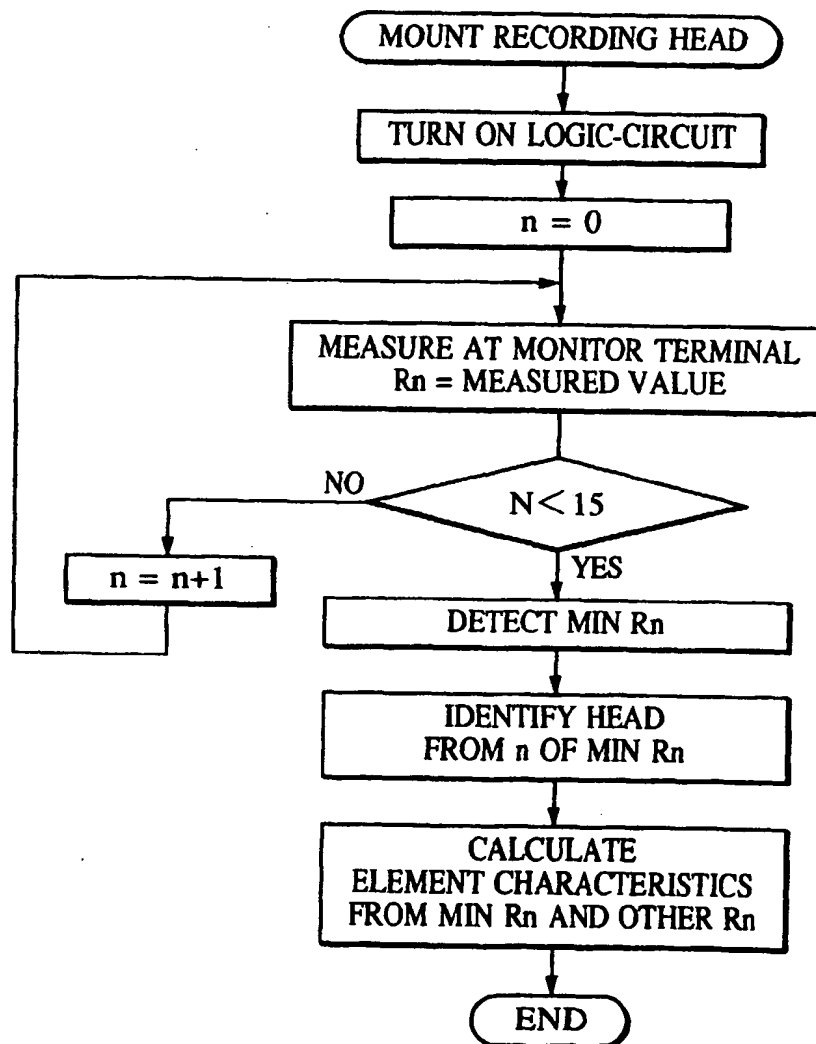 MOUNT RECORDING HEAD
TURN ON LOGIC-CIRCUIT
n = 0
MEASURE AT MONITOR TERMINAL
Rn = MEASURED VALUE
NO
N < 15
n = n+1
YES
DETECT MIN Rn
IDENTIFY HEAD
FROM n OF MIN Rn
CALCULATE
ELEMENT CHARACTERISTICS
FROM MIN Rn AND OTHER Rn
END